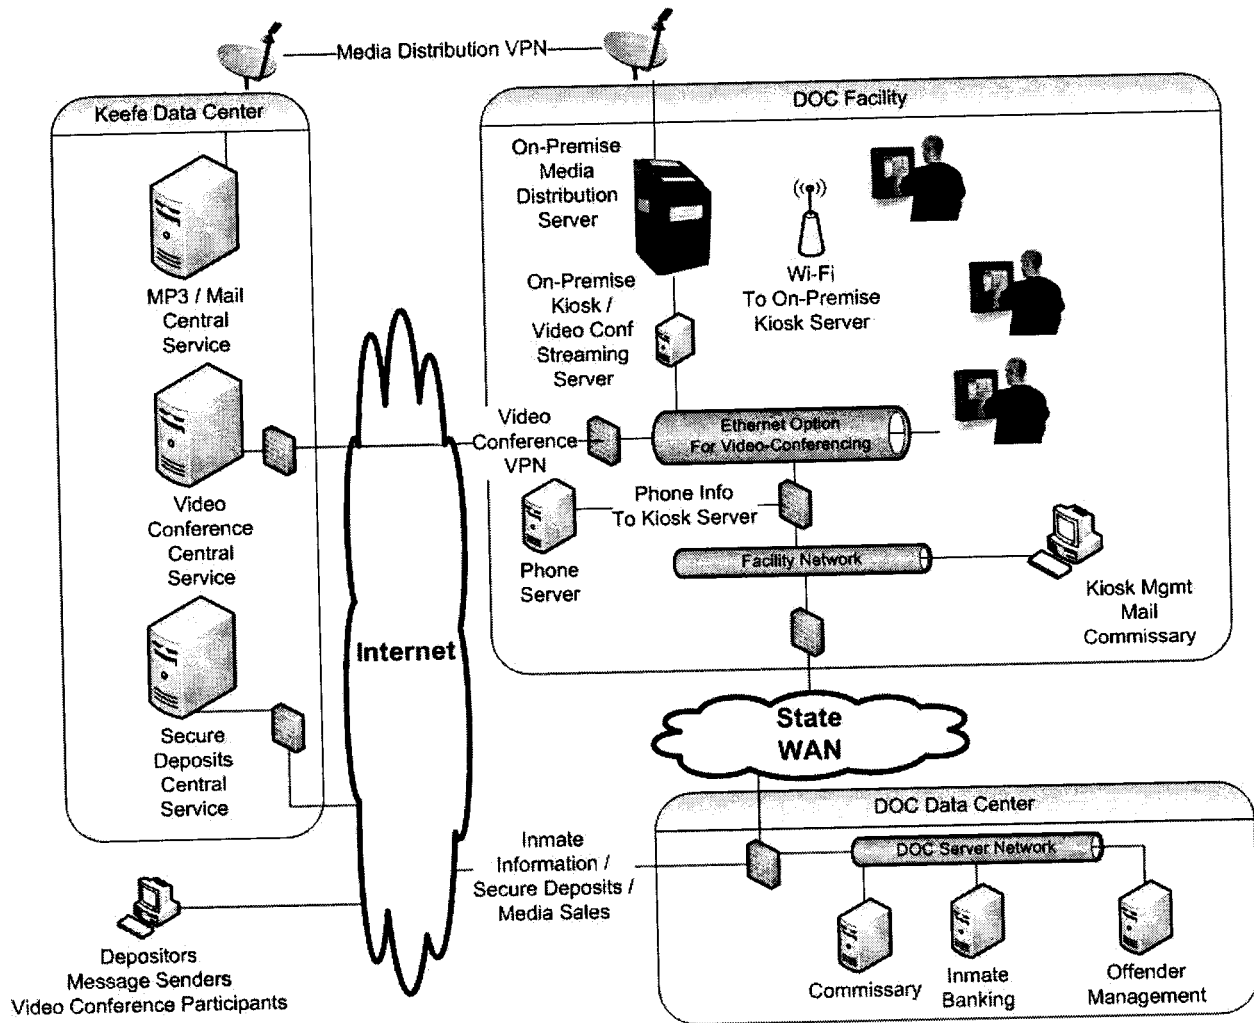 Media Distribution VPN
Keefe Data Center
MP3 / Mail
Central
Service
Video
Conference
Central
Service
Secure
Deposits
Central
Service
Internet
Depositors
Message Senders
Video Conference Participants
DOC Facility
On-Premise
Media
Distribution
Server
Wi-Fi
To On-Premise
Kiosk Server
On-Premise
Kiosk /
Video Conf
Streaming
Server
Video
Conference
VPN
Ethernet Option
For Video-Conferencing
Phone Info
To Kiosk Server
Phone
Server
Facility Network
Kiosk Mgmt
Mail
Commissary
State
WAN
Inmate
Information /
Secure Deposits /
Media Sales
DOC Data Center
DOC Server Network
Commissary
Inmate
Banking
Offender
Management